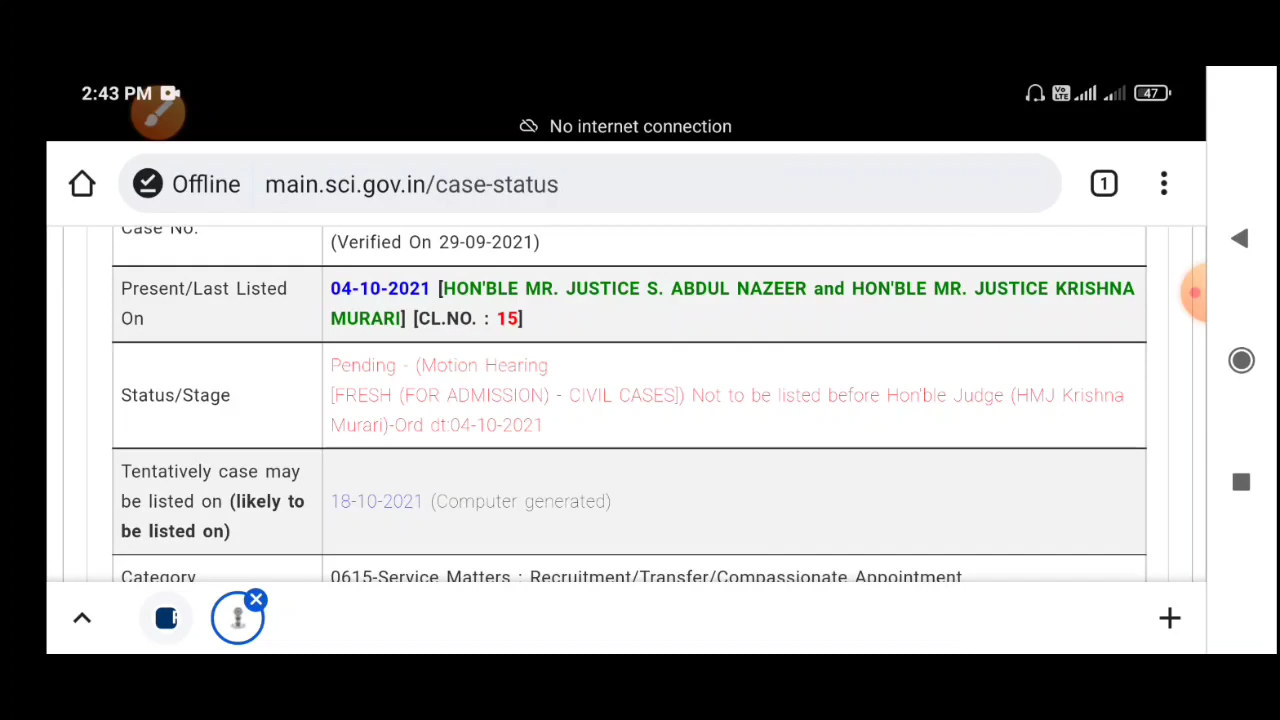 2:43 PM
Vo LTE
47
No internet connection
Offline main.sci.gov.in/case-status
1
Case No.
(Verified On 29-09-2021)
Present/Last Listed On
04-10-2021 [HON'BLE MR. JUSTICE S. ABDUL NAZEER and HON'BLE MR. JUSTICE KRISHNA
MURARI] [CL.NO. : 15]
Status/Stage
Pending - (Motion Hearing
[FRESH (FOR ADMISSION) - CIVIL CASES]) Not to be listed before Hon'ble Judge (HMJ Krishna
Murari)-Ord dt:04-10-2021
Tentatively case may
be listed on (likely to
be listed on)
18-10-2021 (Computer generated)
Category
0615-Service Matters : Recruitment/Transfer/Compassionate Appointment